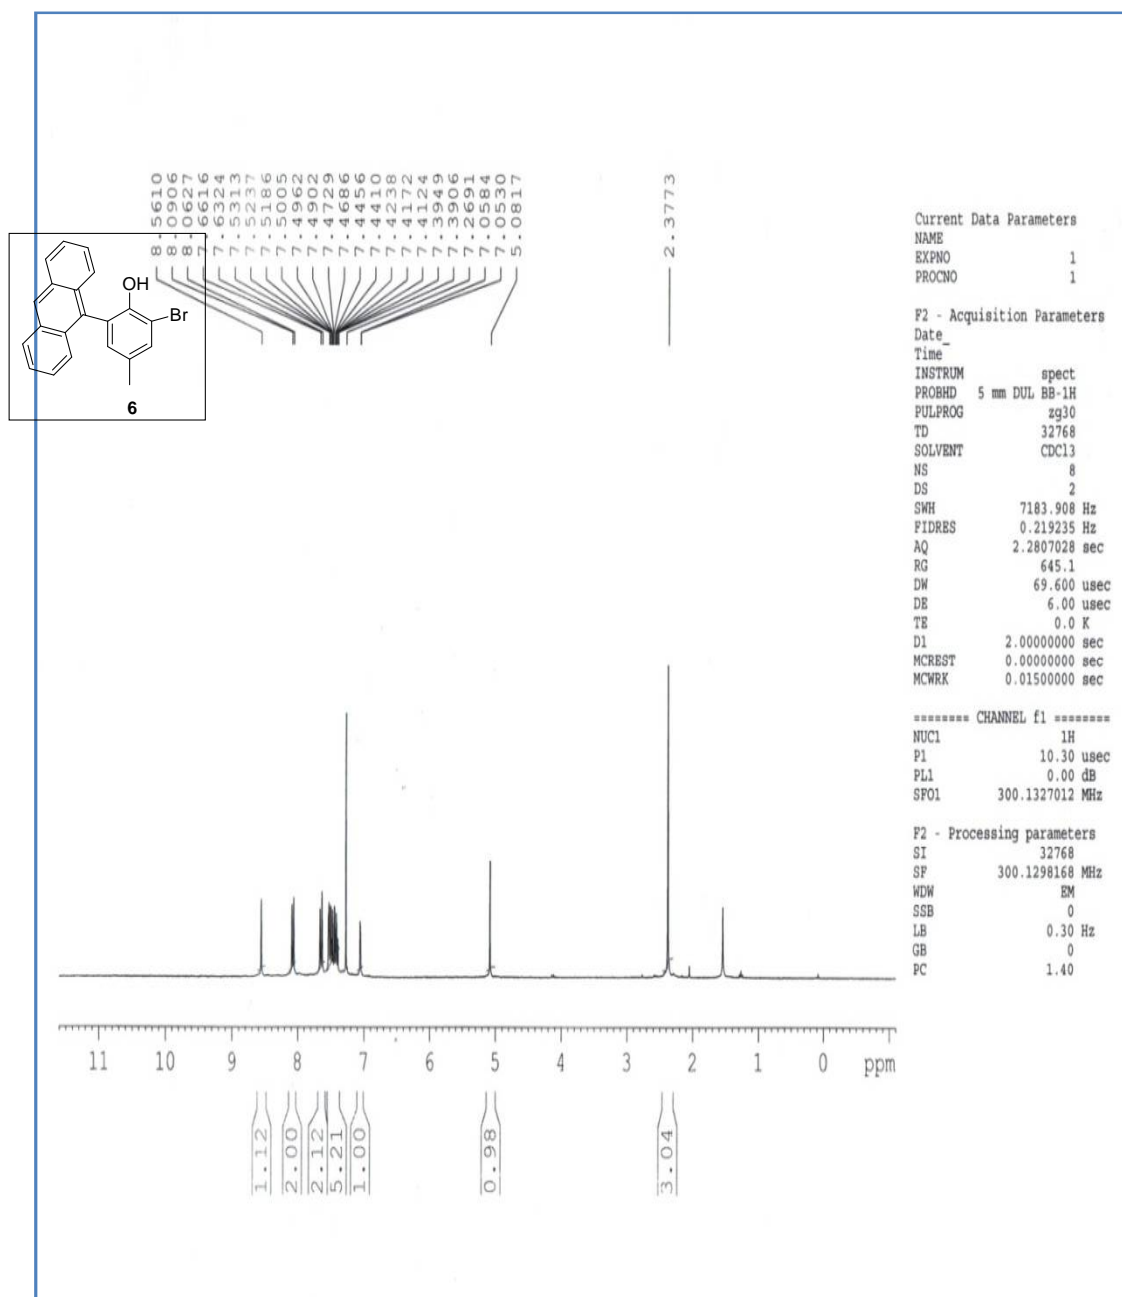 8.5610
8.0906
8.0627
7.6616
7.6324
7.5313
7.5237
7.5186
7.5005
7.4962
7.4902
7.4729
7.4686
7.4456
7.4410
7.4238
7.4172
7.4124
7.3949
7.3906
7.2691
7.0584
7.0530
5.0817
2.3773
OH
Br
6
Current Data Parameters
NAME
EXPNO 1
PROCNO 1
F2 - Acquisition Parameters
Date_
Time
INSTRUM spect
PROBHD 5 mm DUL BB-1H
PULPROG zg30
TD 32768
SOLVENT CDCl3
NS 8
DS 2
SWH 7183.908 Hz
FIDRES 0.219235 Hz
AQ 2.2807028 sec
RG 645.1
DW 69.600 usec
DE 6.00 usec
TE 0.0 K
D1 2.00000000 sec
MCREST 0.00000000 sec
MCWRK 0.01500000 sec
======== CHANNEL f1 ========
NUC1 1H
P1 10.30 usec
PL1 0.00 dB
SFO1 300.1327012 MHz
F2 - Processing parameters
SI 32768
SF 300.1298168 MHz
WDW EM
SSB 0
LB 0.30 Hz
GB 0
PC 1.40
11 10 9 8 7 6 5 4 3 2 1 0 ppm
1.12
2.00
2.12
5.21
1.00
0.98
3.04